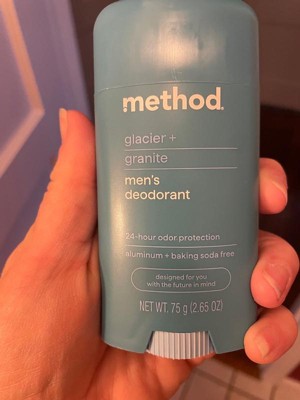 method.
glacier +
granite
men's
deodorant
24-hour odor protection
aluminum + baking soda free
designed for you
with the future in mind
NET WT. 75 g (2.65 OZ)